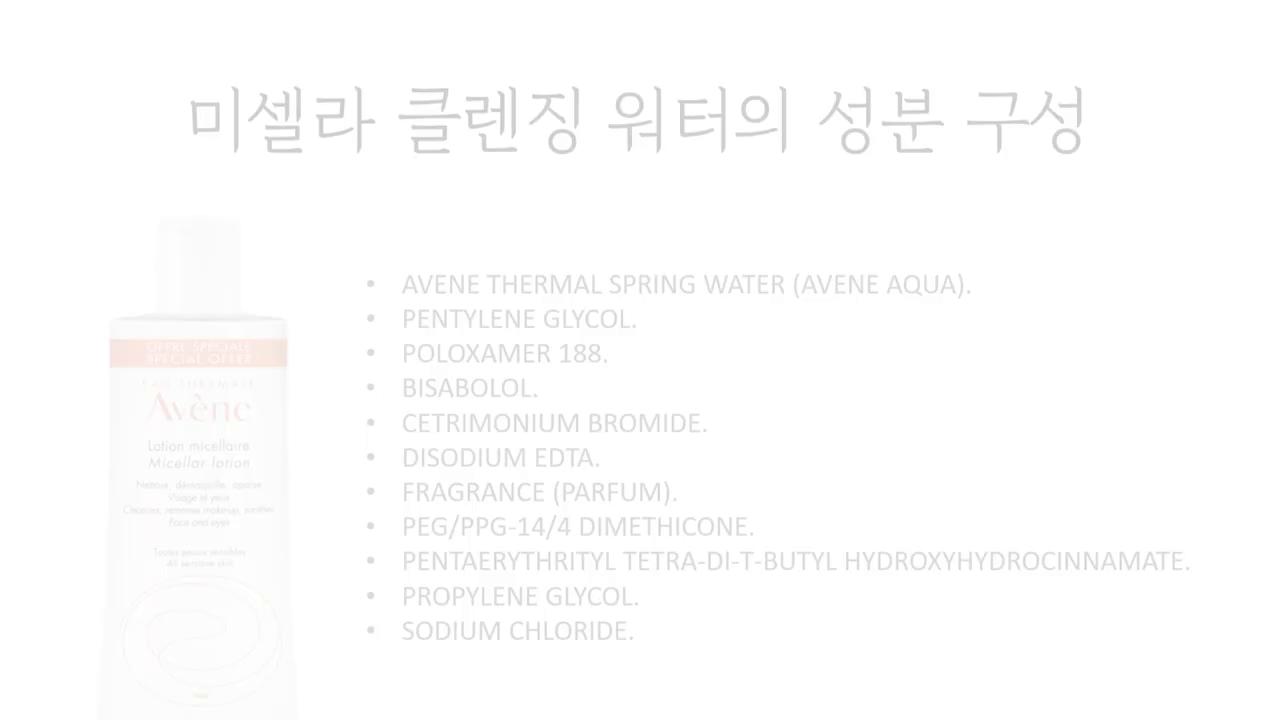 미셀라 클렌징 워터의 성분 구성
OFFRE SPÉCIALE
SPECIAL OFFER
EAU THERMALE
Avène
Lotion micellaire
Micellar lotion
Nettoie, démaquille, apaise
Visage et yeux
Cleanses, removes make-up, soothes
Face and eyes
Toutes peaux sensibles
All sensitive skin
• AVENE THERMAL SPRING WATER (AVENE AQUA).
• PENTYLENE GLYCOL.
• POLOXAMER 188.
• BISABOLOL.
• CETRIMONIUM BROMIDE.
• DISODIUM EDTA.
• FRAGRANCE (PARFUM).
• PEG/PPG-14/4 DIMETHICONE.
• PENTAERYTHRITYL TETRA-DI-T-BUTYL HYDROXYHYDROCINNAMATE.
• PROPYLENE GLYCOL.
• SODIUM CHLORIDE.